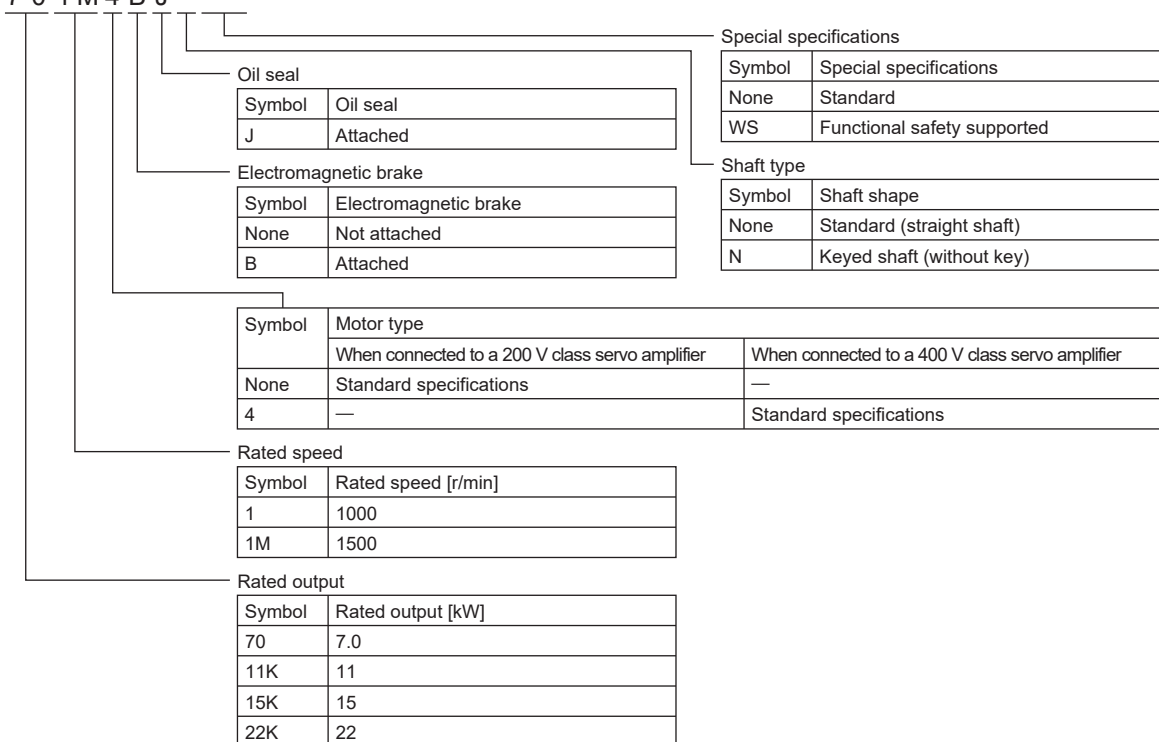 7 0 1 M 4 B J
Special specifications
Symbol Special specifications
None Standard
WS Functional safety supported
Oil seal
Symbol Oil seal
J Attached
Shaft type
Symbol Shaft shape
None Standard (straight shaft)
N Keyed shaft (without key)
Electromagnetic brake
Symbol Electromagnetic brake
None Not attached
B Attached
Symbol Motor type
When connected to a 200 V class servo amplifier When connected to a 400 V class servo amplifier
None Standard specifications —
4 — Standard specifications
Rated speed
Symbol Rated speed [r/min]
1 1000
1M 1500
Rated output
Symbol Rated output [kW]
70 7.0
11K 11
15K 15
22K 22